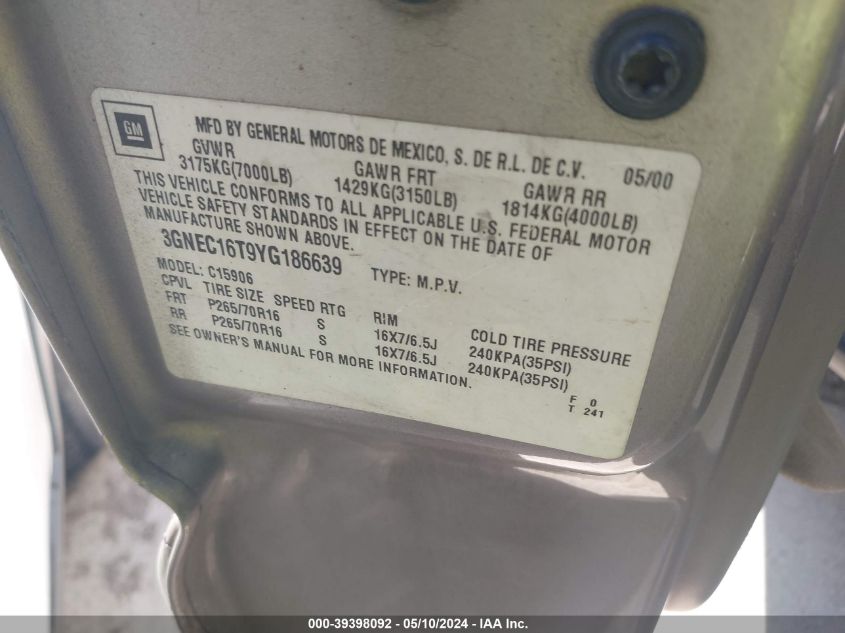 GM
MFD BY GENERAL MOTORS DE MEXICO, S. DE R.L. DE C.V. 05/00
GVWR GAWR FRT GAWR RR
3175KG(7000LB) 1429KG(3150LB) 1814KG(4000LB)
THIS VEHICLE CONFORMS TO ALL APPLICABLE U.S. FEDERAL MOTOR
VEHICLE SAFETY STANDARDS IN EFFECT ON THE DATE OF
MANUFACTURE SHOWN ABOVE.
3GNEC16T9YG186639 TYPE: M.P.V.
MODEL: C15906
CPVL TIRE SIZE SPEED RTG RIM COLD TIRE PRESSURE
FRT P265/70R16 S 16X7/6.5J 240KPA(35PSI)
RR P265/70R16 S 16X7/6.5J 240KPA(35PSI)
SEE OWNER'S MANUAL FOR MORE INFORMATION.
F 0
T 241
000-39398092 - 05/10/2024 - IAA Inc.